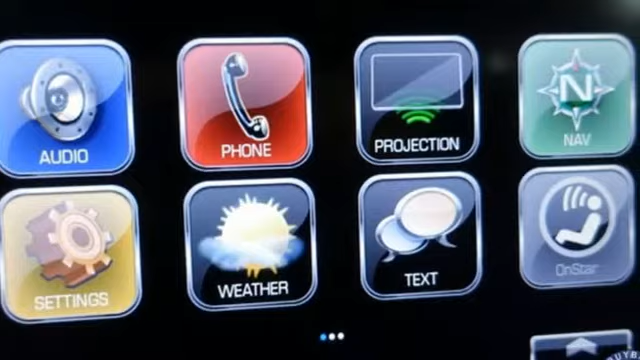 AUDIO
PHONE
PROJECTION
N
NAV
SETTINGS
WEATHER
TEXT
OnStar